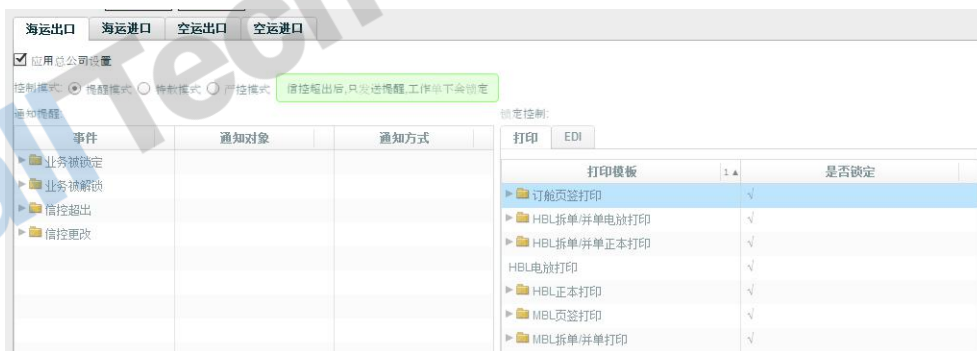 海运出口 海运进口 空运出口 空运进口
应用总公司设置
控制模式: 提醒模式 特赦模式 严控模式 信控超出后,只发送提醒,工作单不会锁定
通知提醒: 锁定控制:
事件 通知对象 通知方式 打印 EDI
业务被锁定
业务被解锁
信控超出
信控更改
打印模板 1 是否锁定
订舱页签打印 √
HBL拆单/并单电放打印 √
HBL拆单/并单正本打印 √
HBL电放打印 √
HBL正本打印 √
MBL页签打印 √
MBL拆单/并单打印 √